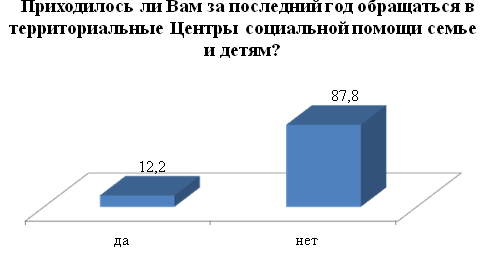 Приходилось ли Вам за последний год обращаться в
территориальные Центры социальной помощи семье
и детям?
87,8
12,2
да нет